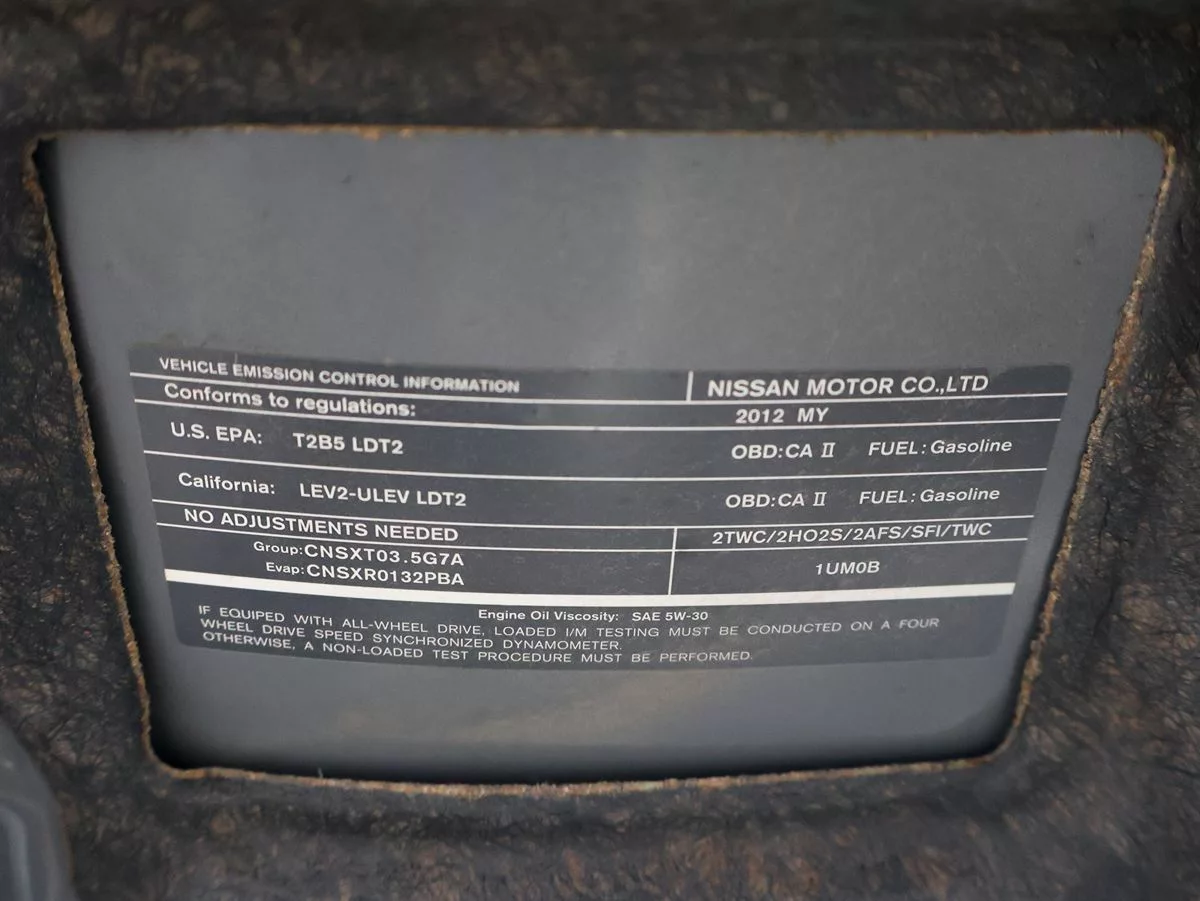 VEHICLE EMISSION CONTROL INFORMATION NISSAN MOTOR CO.,LTD
Conforms to regulations: 2012 MY
U.S. EPA: T2B5 LDT2 OBD:CA II FUEL: Gasoline
California: LEV2-ULEV LDT2 OBD:CA II FUEL: Gasoline
NO ADJUSTMENTS NEEDED 2TWC/2HO2S/2AFS/SFI/TWC
Group:CNSXT03.5G7A
Evap:CNSXR0132PBA 1UM0B
Engine Oil Viscosity: SAE 5W-30
IF EQUIPED WITH ALL-WHEEL DRIVE, LOADED I/M TESTING MUST BE CONDUCTED ON A FOUR
WHEEL DRIVE SPEED SYNCHRONIZED DYNAMOMETER.
OTHERWISE, A NON-LOADED TEST PROCEDURE MUST BE PERFORMED.